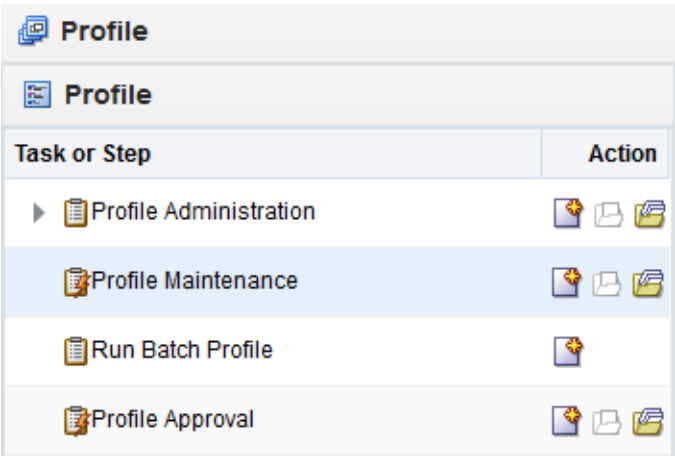 Profile
Profile
Task or Step Action
Profile Administration
Profile Maintenance
Run Batch Profile
Profile Approval